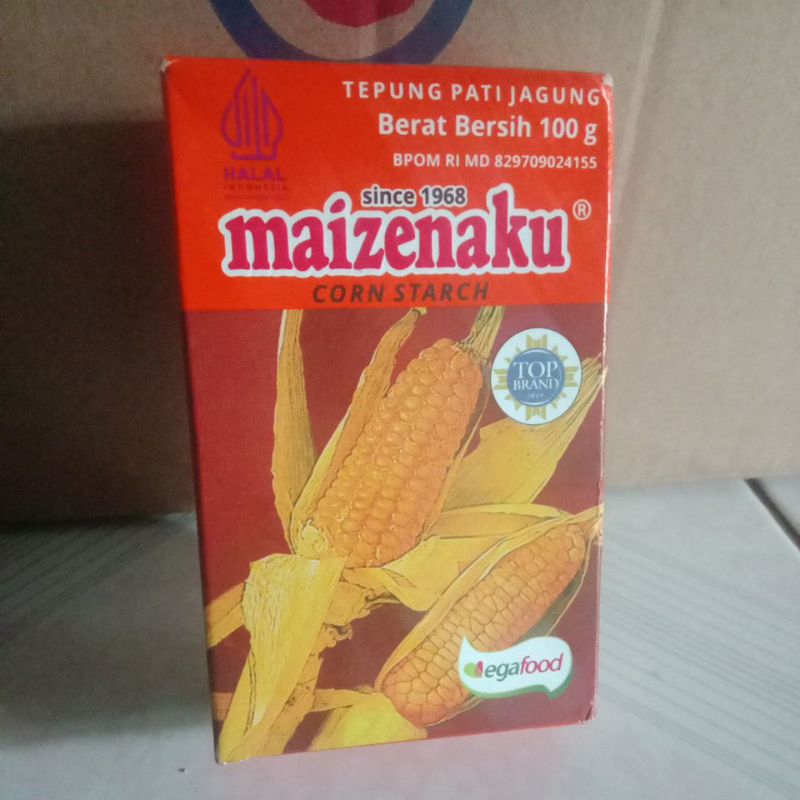 TEPUNG PATI JAGUNG
Berat Bersih 100 g
BPOM RI MD 829709024155
HALAL
INDONESIA
since 1968
maizenaku®
CORN STARCH
TOP
BRAND
2019
egafood